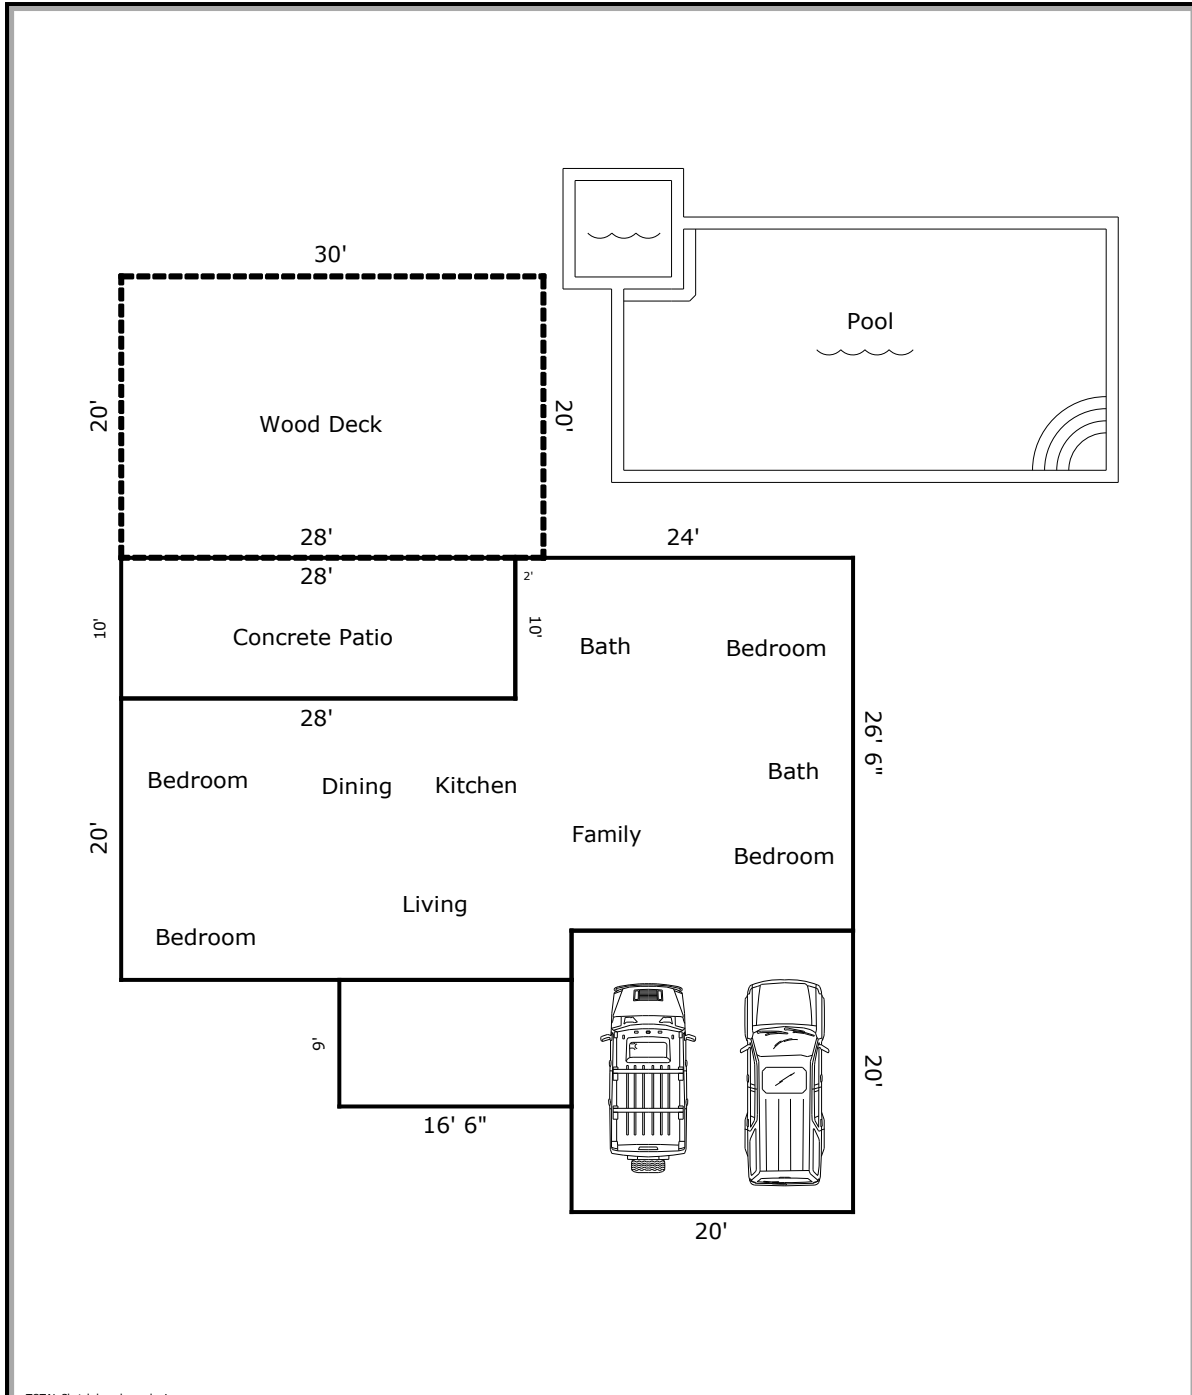 30'
20'
Wood Deck
20'
Pool
28'
24'
28'
2'
10'
Concrete Patio
10'
Bath
Bedroom
28'
26' 6"
Bedroom
Dining
Kitchen
Bath
20'
Family
Bedroom
Living
Bedroom
9'
20'
16' 6"
20'